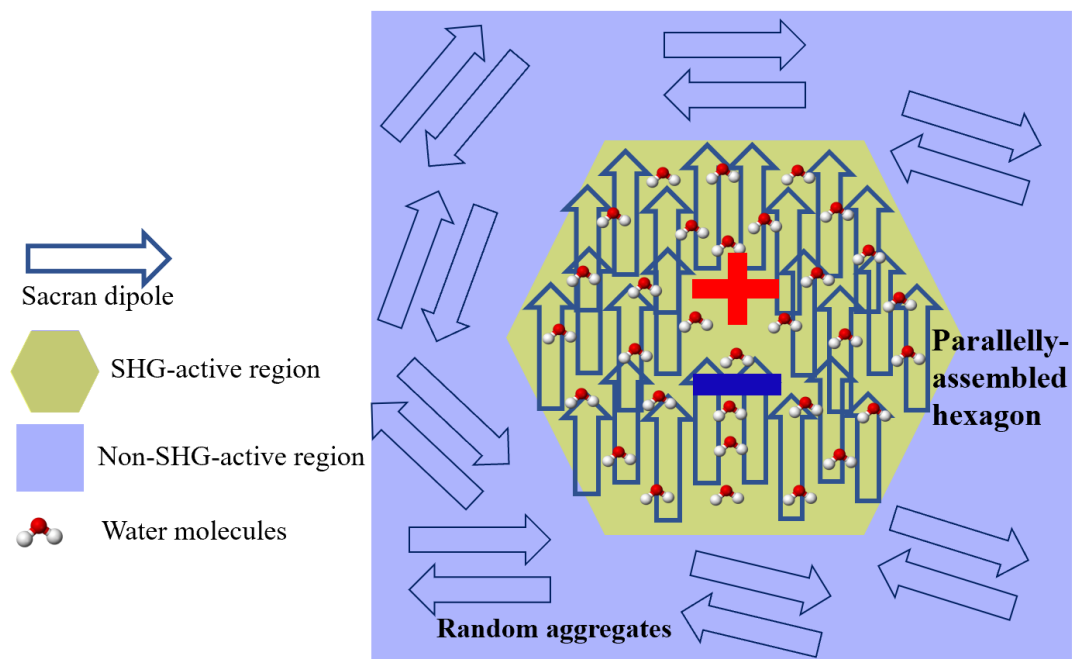 Sacran dipole
SHG-active region
Non-SHG-active region
Water molecules
Parallelly-
assembled
hexagon
Random aggregates